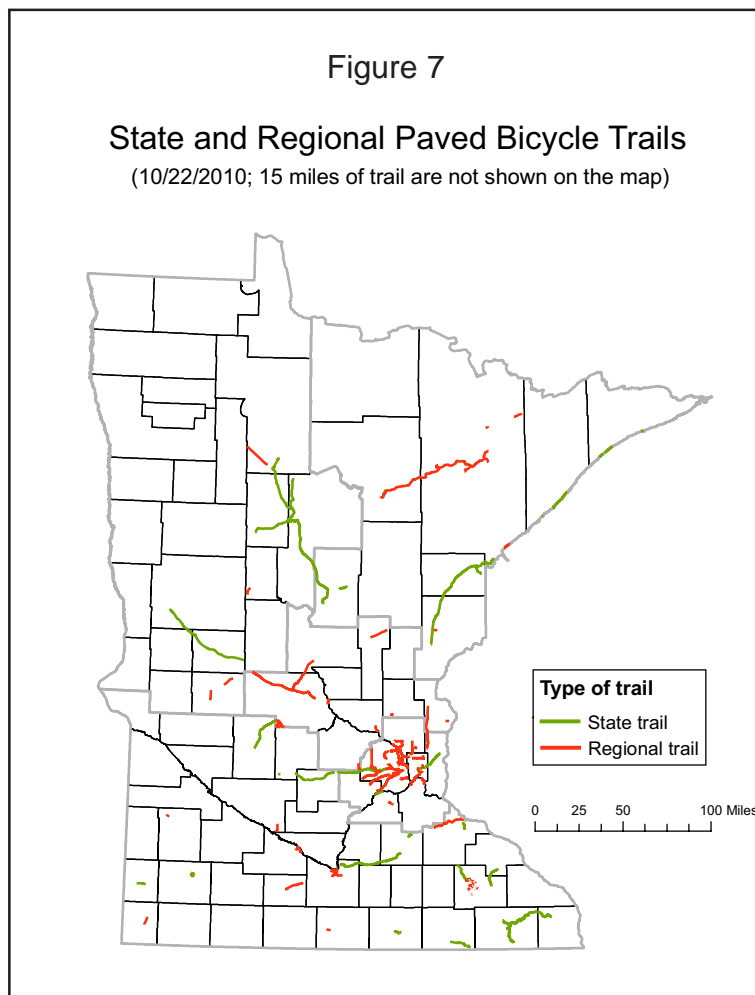 Figure 7
State and Regional Paved Bicycle Trails
(10/22/2010; 15 miles of trail are not shown on the map)
Type of trail
State trail
Regional trail
0 25 50 100 Miles